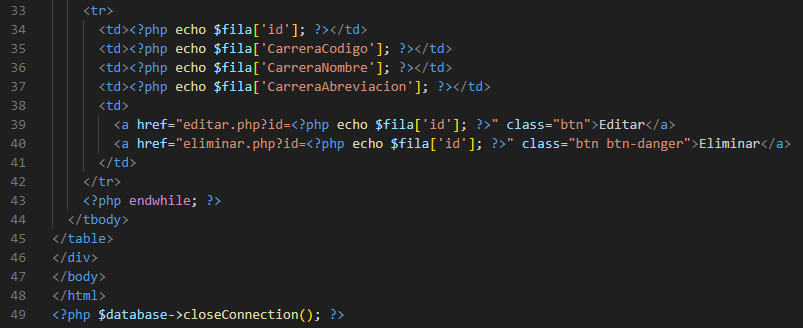 33 <tr>
34 <td><?php echo $fila['id']; ?></td>
35 <td><?php echo $fila['CarreraCodigo']; ?></td>
36 <td><?php echo $fila['CarreraNombre']; ?></td>
37 <td><?php echo $fila['CarreraAbreviacion']; ?></td>
38 <td>
39 <a href="editar.php?id=<?php echo $fila['id']; ?>" class="btn">Editar</a>
40 <a href="eliminar.php?id=<?php echo $fila['id']; ?>" class="btn btn-danger">Eliminar</a>
41 </td>
42 </tr>
43 <?php endwhile; ?>
44 </tbody>
45 </table>
46 </div>
47 </body>
48 </html>
49 <?php $database->closeConnection(); ?>